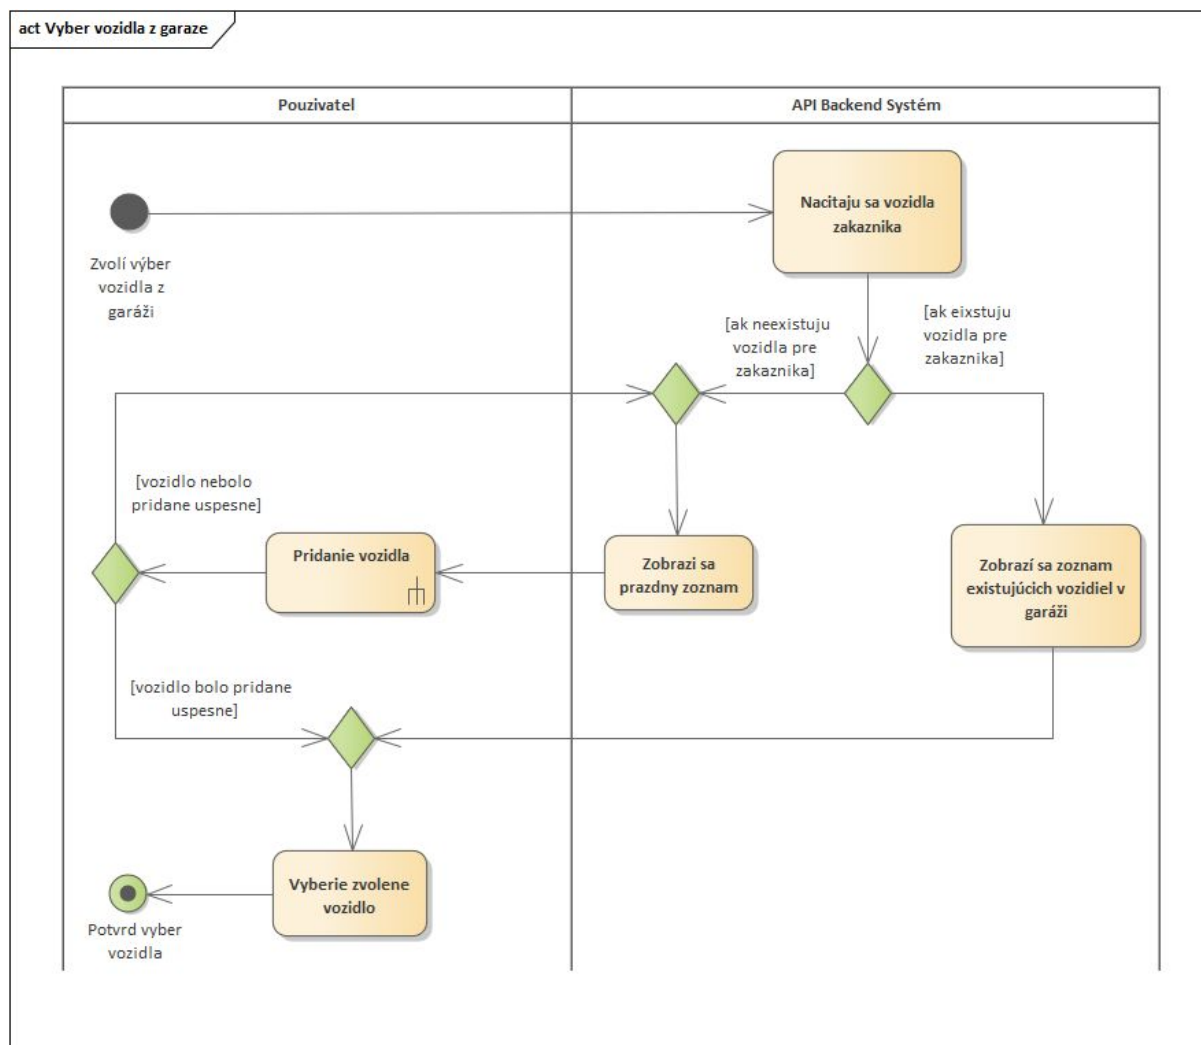 act Vyber vozidla z garaze
Pouzivatel
API Backend Systém
Nacitaju sa vozidla
zakaznika
Zvolí výber
vozidla z
garáži
[ak neexistuju
vozidla pre
zakaznika]
[ak eixstuju
vozidla pre
zakaznika]
[vozidlo nebolo
pridane uspesne]
Pridanie vozidla
Zobrazi sa
prazdny zoznam
Zobrazí sa zoznam
existujúcich vozidiel v
garáži
[vozidlo bolo pridane
uspesne]
Vyberie zvolene
vozidlo
Potvrd vyber
vozidla